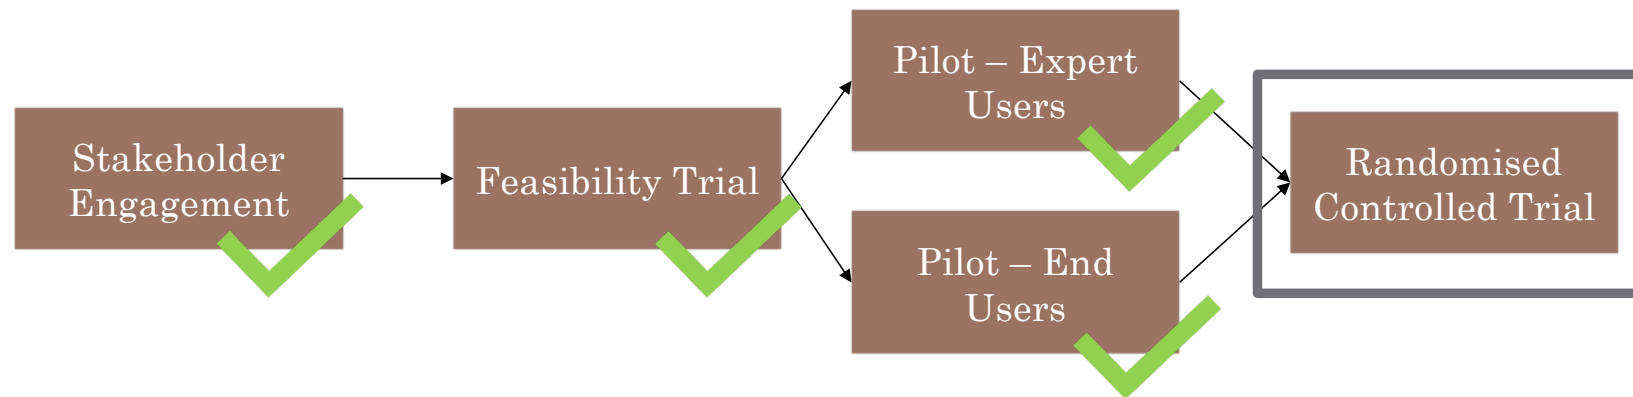 Stakeholder
Engagement
Feasibility Trial
Pilot – Expert
Users
Pilot – End
Users
Randomised
Controlled Trial